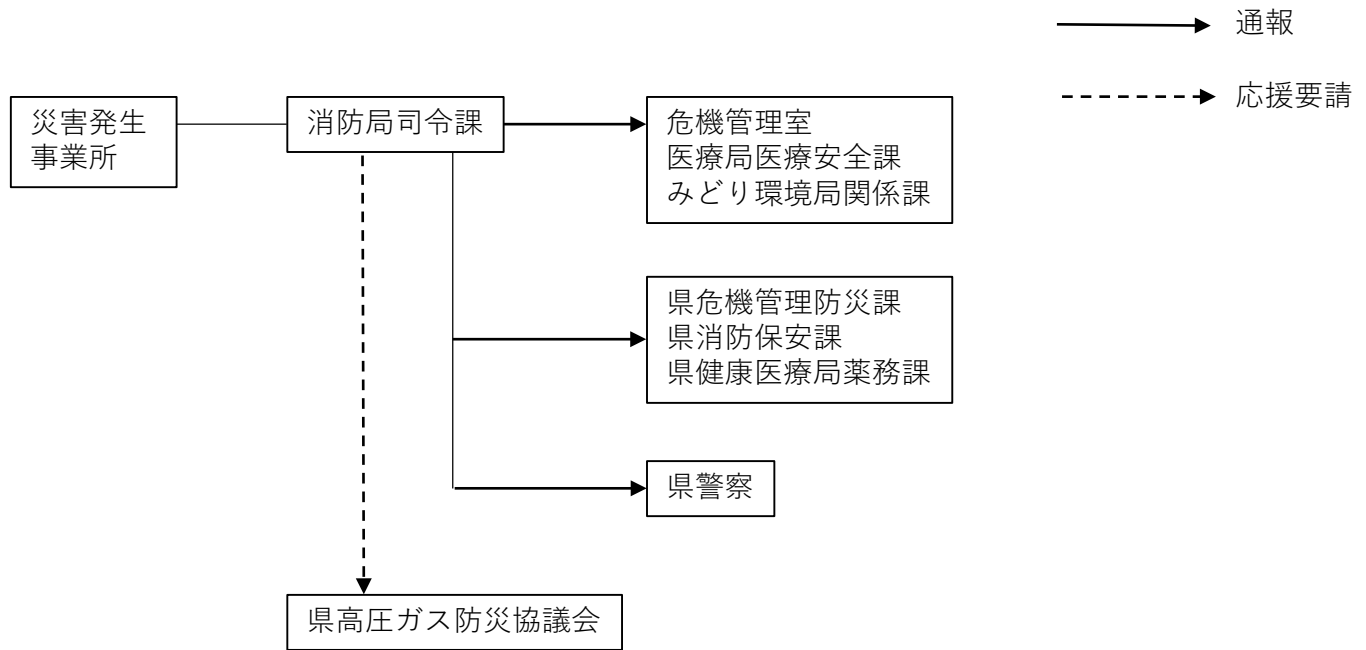 通報
応援要請
災害発生
事業所
消防局司令課
危機管理室
医療局医療安全課
みどり環境局関係課
県危機管理防災課
県消防保安課
県健康医療局薬務課
県警察
県高圧ガス防災協議会